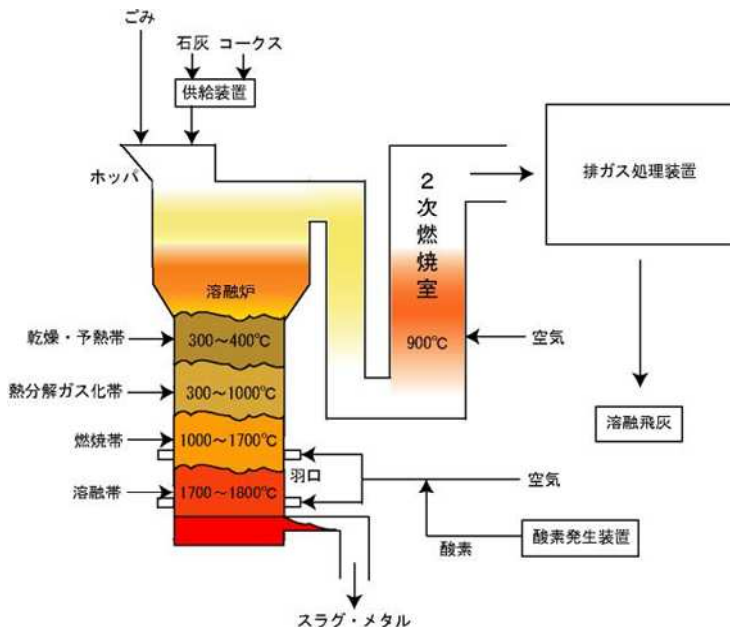 ごみ
石灰 コークス
供給装置
ホッパ
2次燃焼室
排ガス処理装置
溶融炉
乾燥・予熱帯
300～400℃
900℃
空気
熱分解ガス化帯
300～1000℃
溶融飛灰
燃焼帯
1000～1700℃
羽口
空気
溶融帯
1700～1800℃
酸素
酸素発生装置
スラグ・メタル